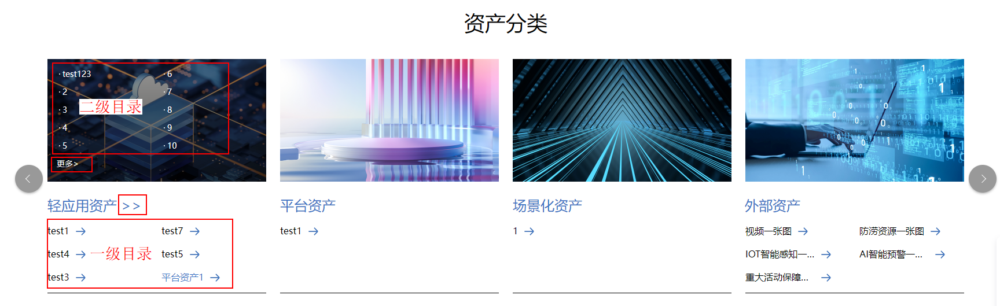 资产分类
· test123
· 2
· 3
· 4
· 5
· 6
· 7
· 8
· 9
· 10
二级目录
更多>
轻应用资产 >>
test1 →
test7 →
test4 →
test5 →
test3 →
平台资产1 →
一级目录
平台资产
test1 →
场景化资产
1 →
外部资产
视频一张图 →
防涝资源一张图 →
IOT智能感知一... →
AI智能预警一... →
重大活动保障... →